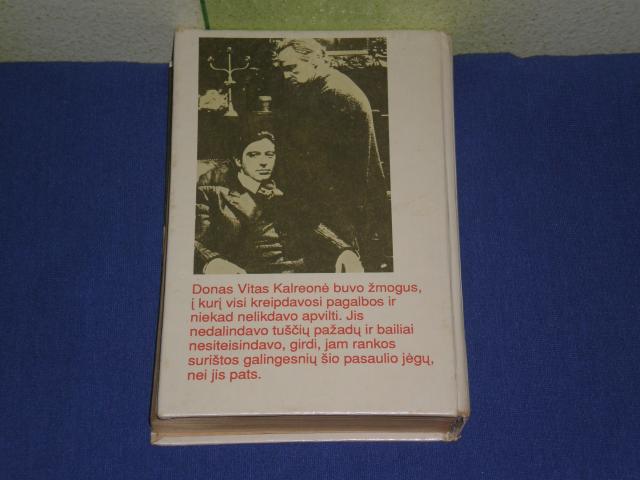 Donas Vitas Kalreonė buvo žmogus,
į kurį visi kreipdavosi pagalbos ir
niekad nelikdavo apvilti. Jis
nedalindavo tuščių pažadų ir bailiai
nesiteisindavo, girdi, jam rankos
surištos galingesnių šio pasaulio jėgų,
nei jis pats.